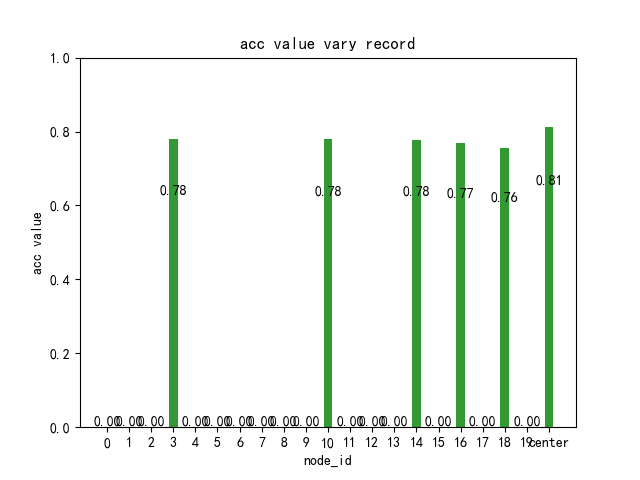 acc value vary record
1.0
0.8
0.6
0.4
0.2
0.0
acc value
0.00 0.00 0.00 0.78 0.00 0.00 0.00 0.00 0.00 0.00 0.78 0.00 0.00 0.00 0.78 0.00 0.77 0.00 0.76 0.00 0.81
0 1 2 3 4 5 6 7 8 9 10 11 12 13 14 15 16 17 18 19 center
node_id